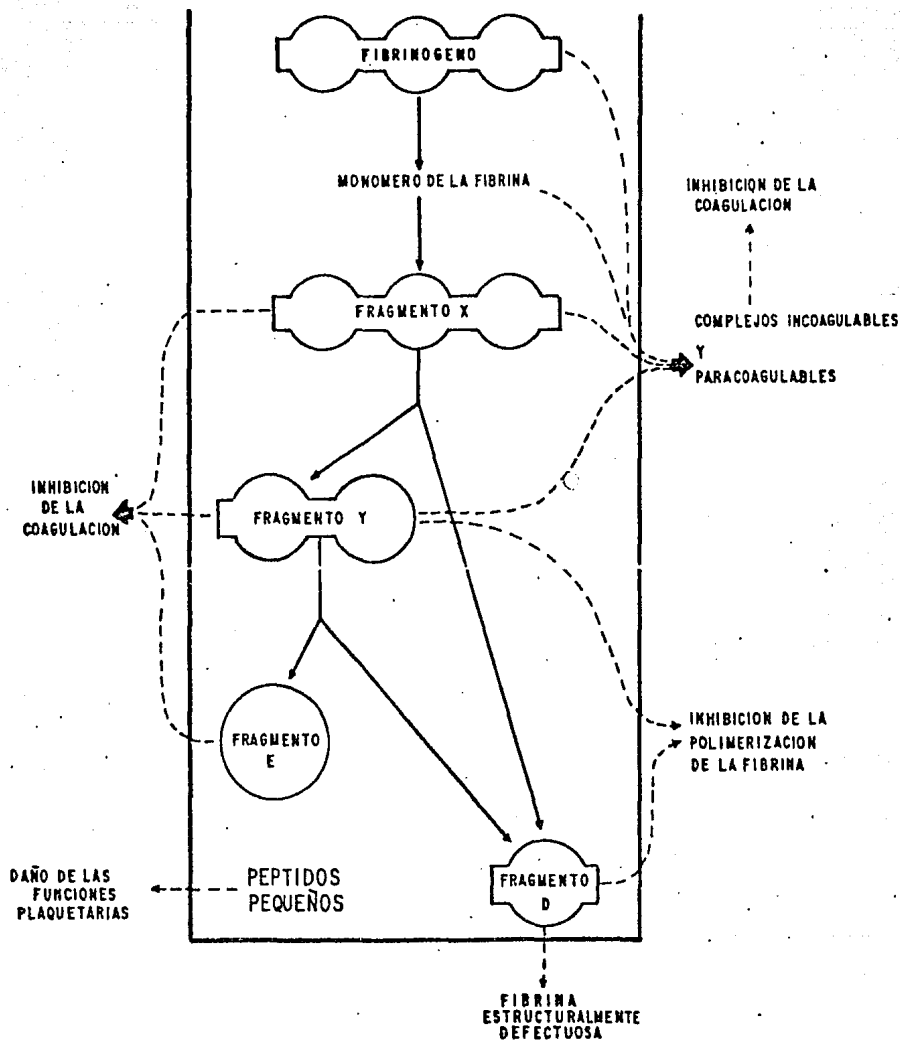 FIBRINOGENO
MONOMERO DE LA FIBRINA
INHIBICION DE LA
COAGULACION
FRAGMENTO X
COMPLEJOS INCOAGULABLES
Y
PARACOAGULABLES
INHIBICION
DE LA
COAGULACION
FRAGMENTO Y
FRAGMENTO
E
INHIBICION DE LA
POLIMERIZACION
DE LA FIBRINA
DAÑO DE LAS
FUNCIONES
PLAQUETARIAS
PEPTIDOS
PEQUEÑOS
FRAGMENTO
D
FIBRINA
ESTRUCTURALMENTE
DEFECTUOSA